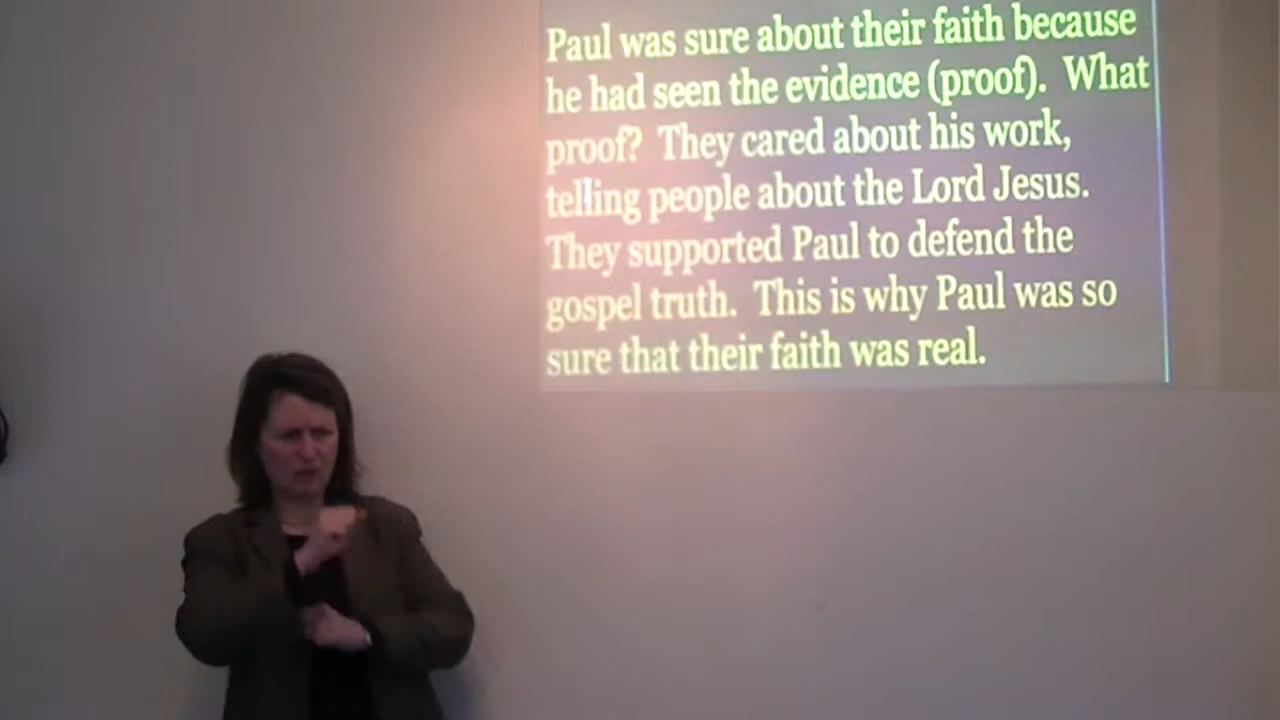 Paul was sure about their faith because
he had seen the evidence (proof).  What
proof?  They cared about his work,
telling people about the Lord Jesus.
They supported Paul to defend the
gospel truth.  This is why Paul was so
sure that their faith was real.